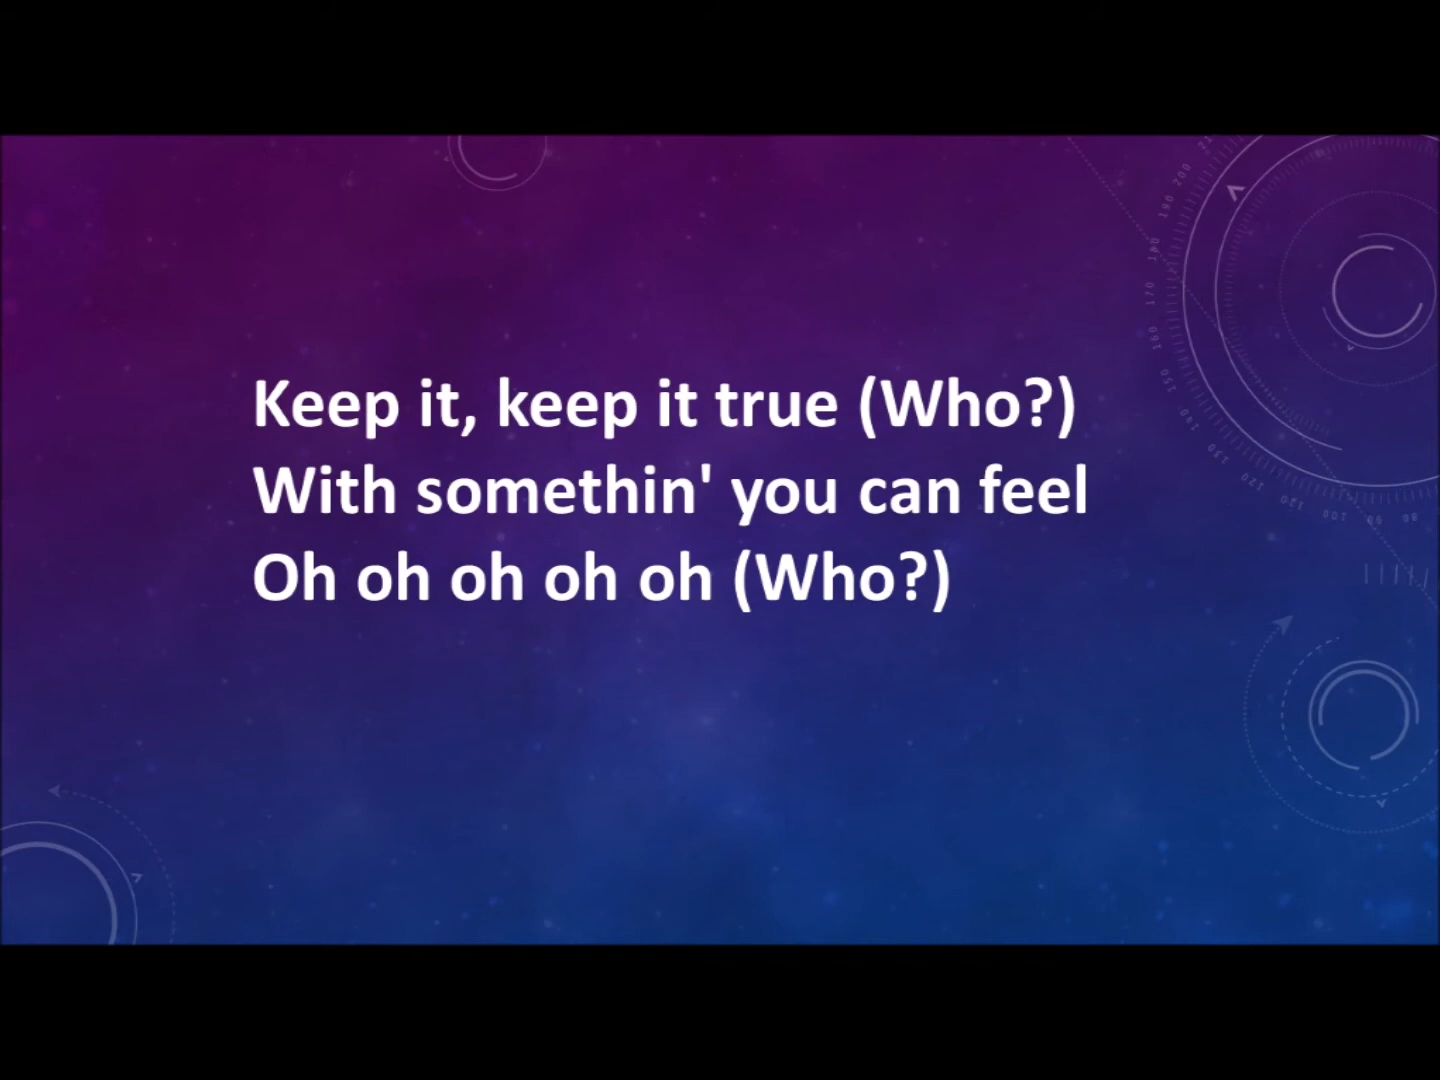 Keep it, keep it true (Who?)
With somethin' you can feel
Oh oh oh oh oh (Who?)